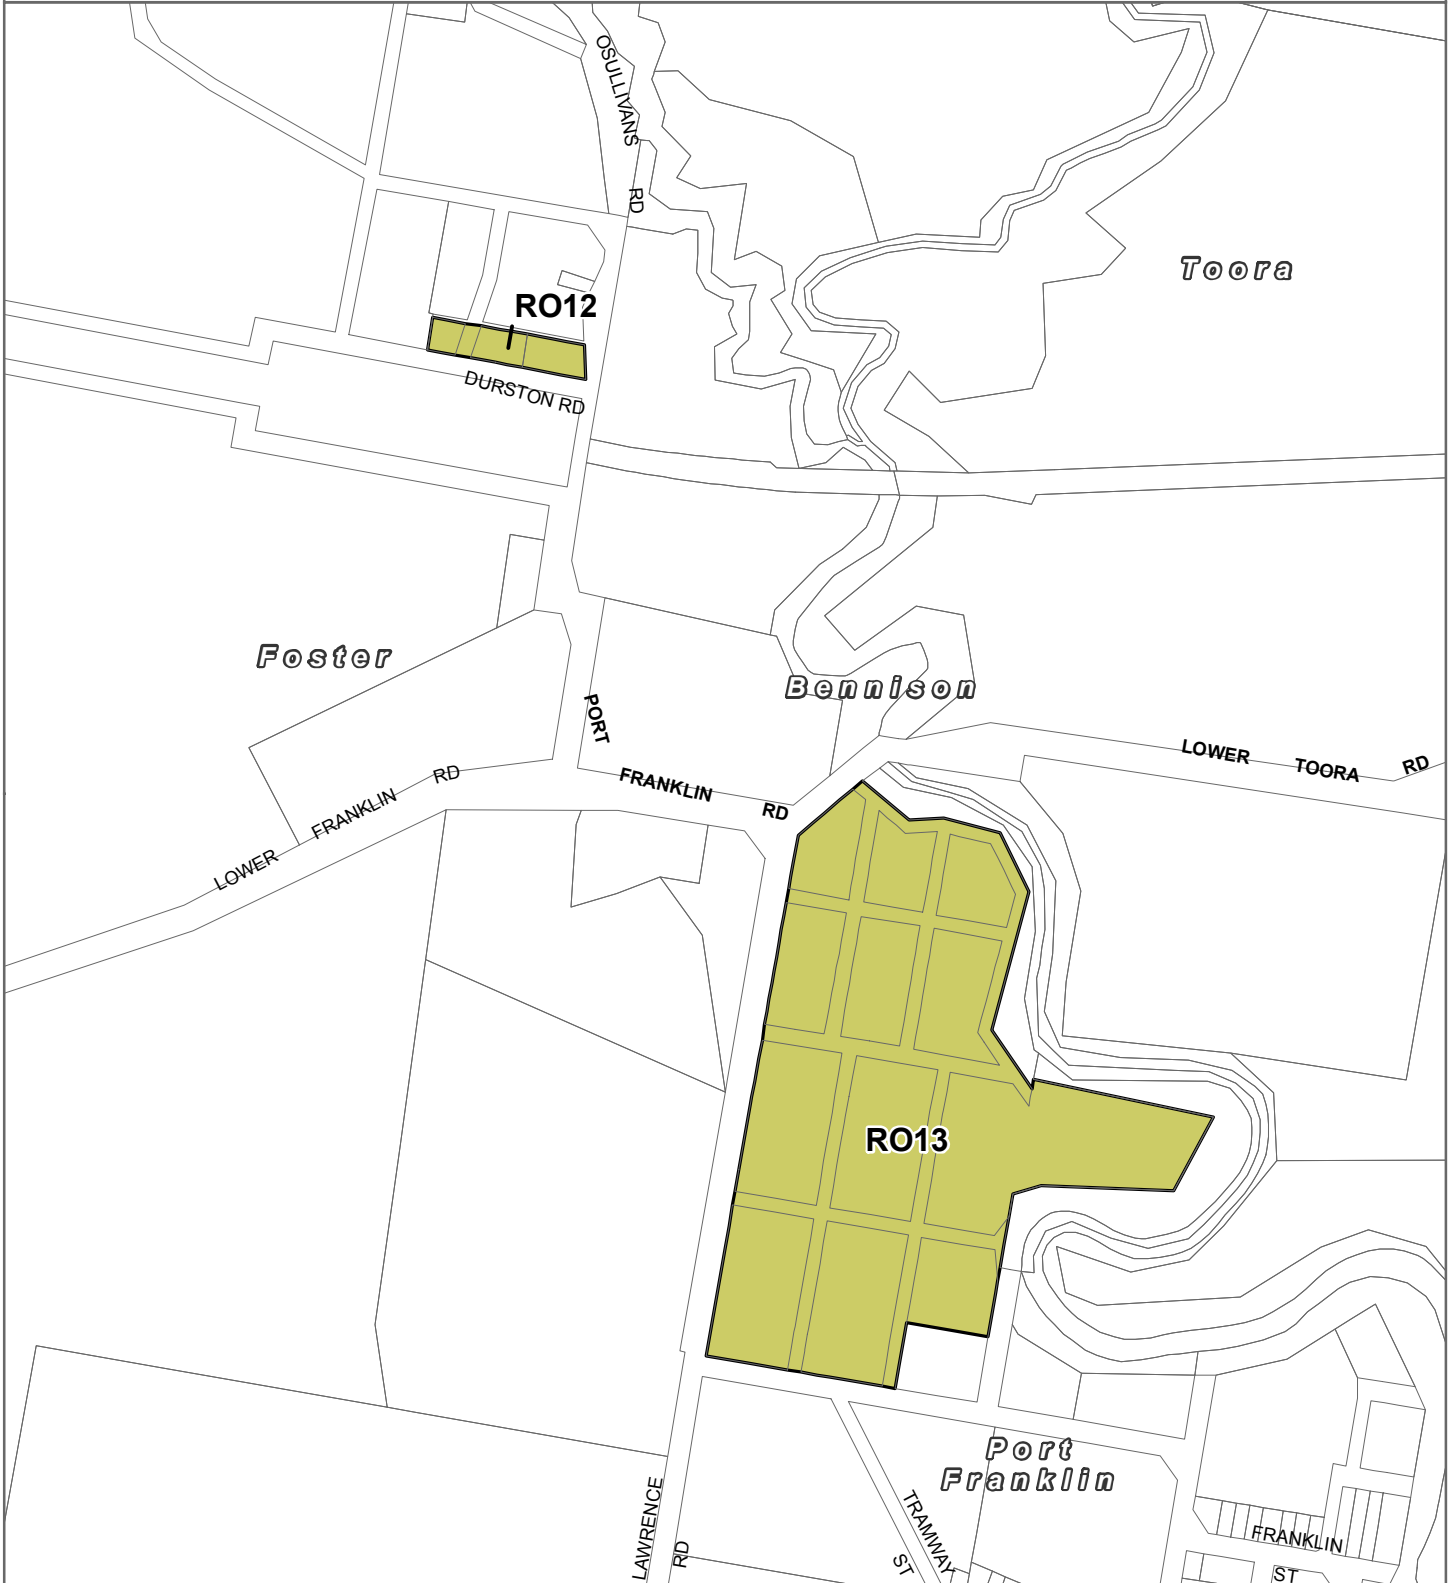 OSULLIVANS
RD
Toora
RO12
DURSTON RD
Foster
Bennison
PORT
FRANKLIN
RD
LOWER
TOORA
RD
LOWER
FRANKLIN
RD
RO13
Port
Franklin
LAWRENCE
RD
TRAMWAY
ST
FRANKLIN
ST